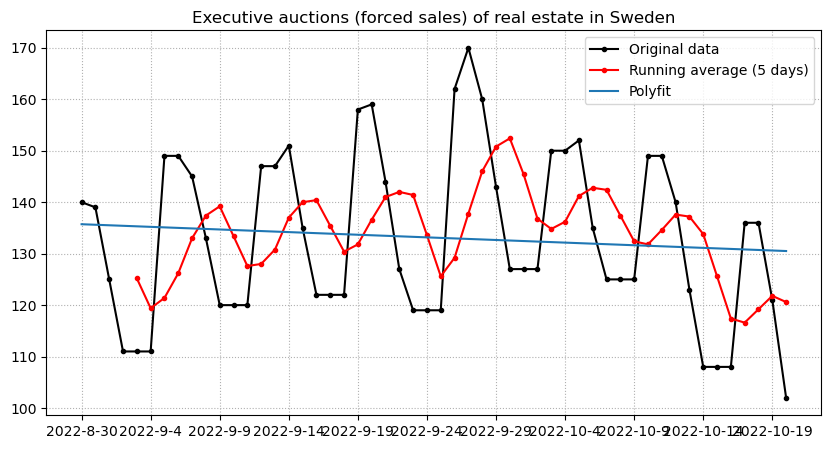 Executive auctions (forced sales) of real estate in Sweden
Original data
Running average (5 days)
Polyfit
170
160
150
140
130
120
110
100
2022-8-30 2022-9-4 2022-9-9 2022-9-14 2022-9-19 2022-9-24 2022-9-29 2022-10-4 2022-10-9 2022-10-14 2022-10-19